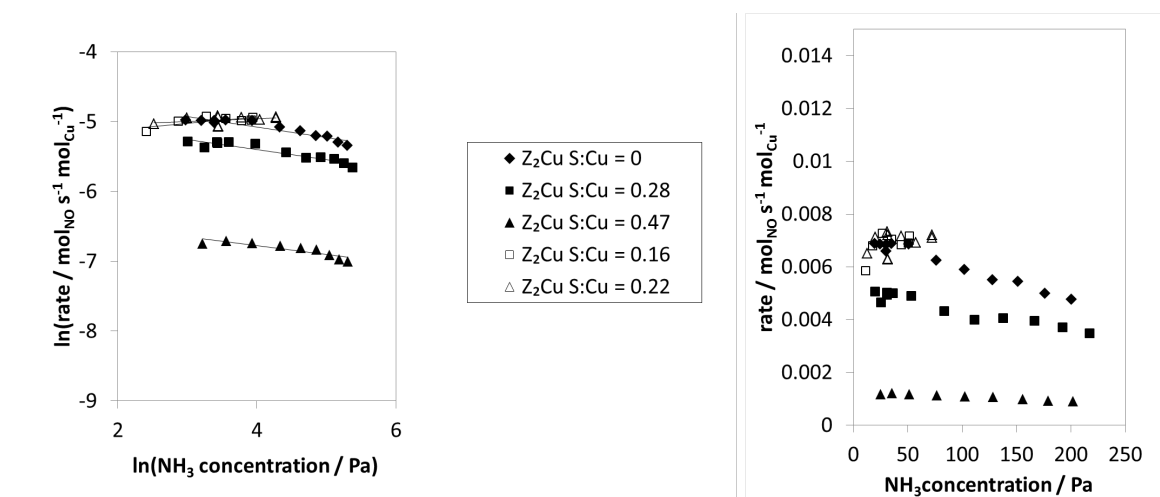 -4
-5
-6
-7
-8
-9
2 4 6
ln(rate / mol_NO s⁻¹ mol_Cu⁻¹)
ln(NH₃ concentration / Pa)
Z₂Cu S:Cu = 0
Z₂Cu S:Cu = 0.28
Z₂Cu S:Cu = 0.47
Z₂Cu S:Cu = 0.16
Z₂Cu S:Cu = 0.22
0.014
0.012
0.01
0.008
0.006
0.004
0.002
0
0 50 100 150 200 250
rate / mol_NO s⁻¹ mol_Cu⁻¹
NH₃concentration / Pa